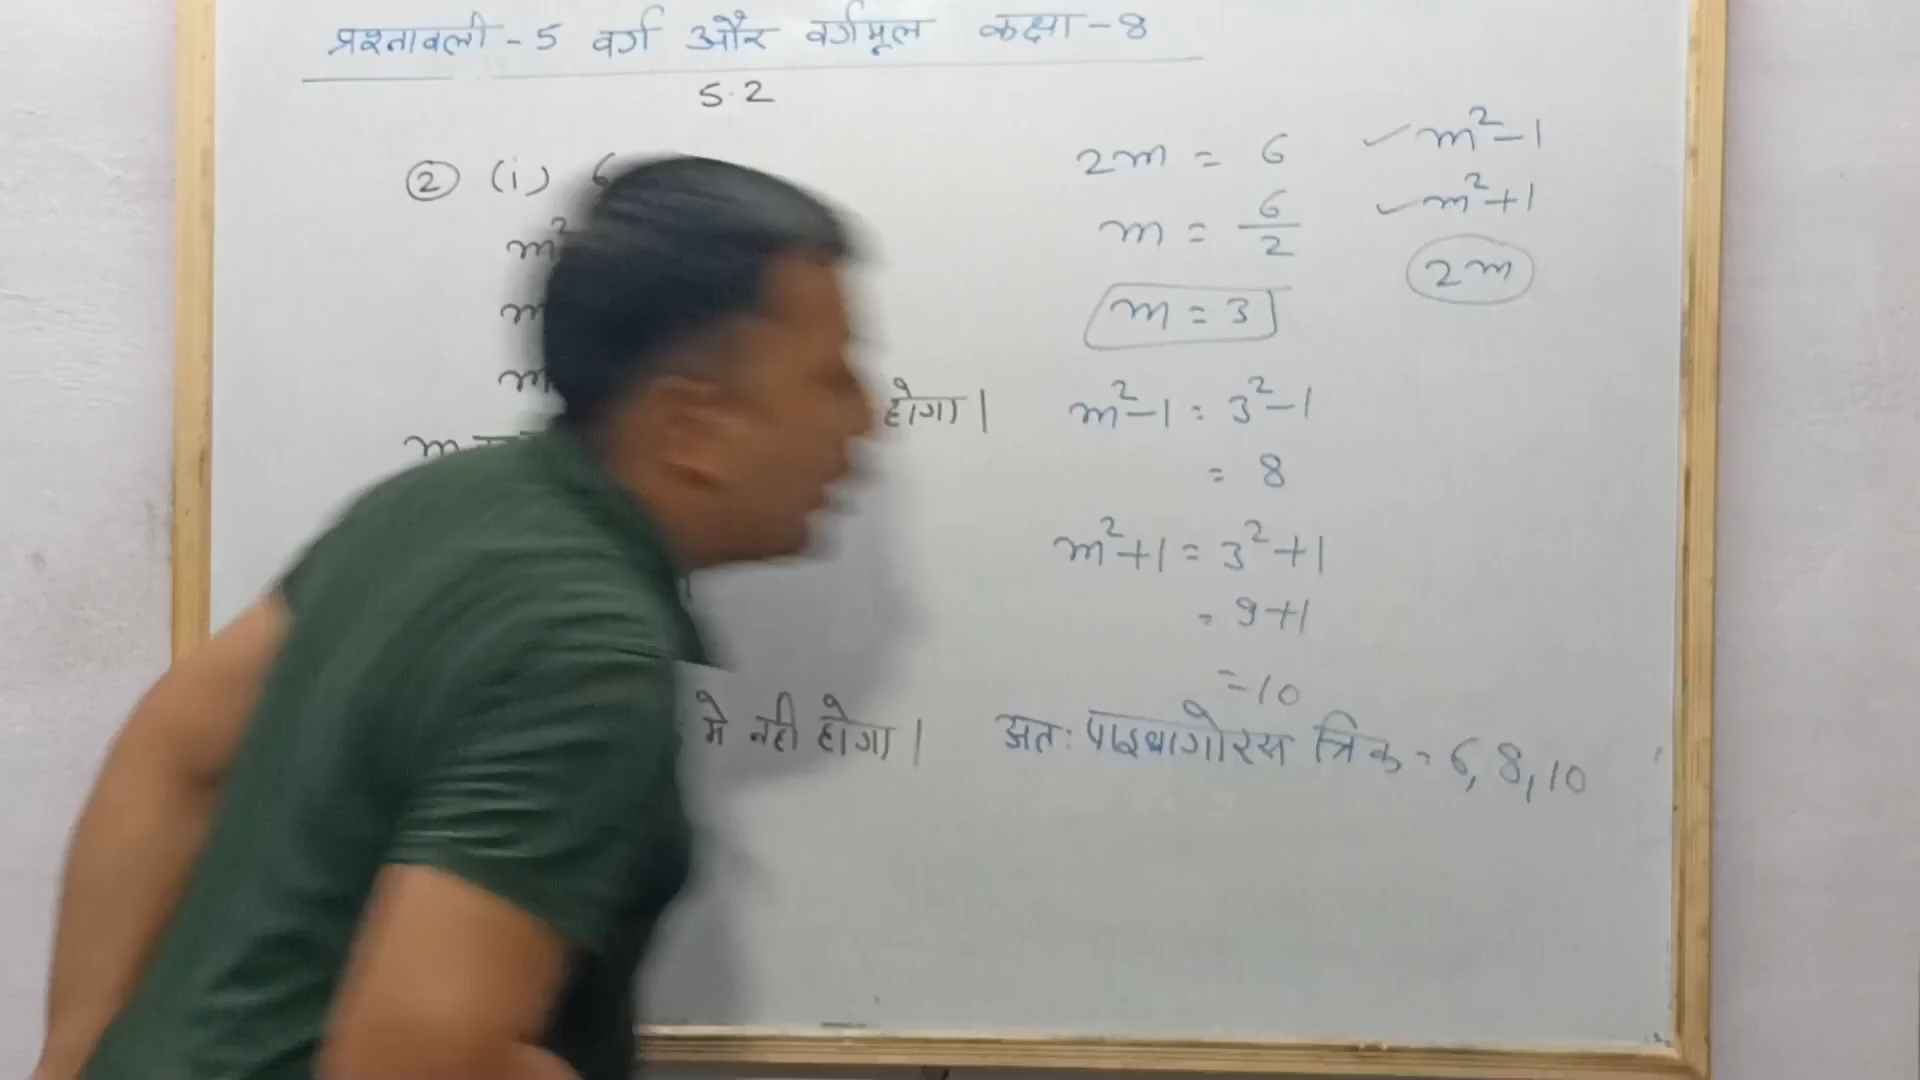 प्रश्नावली - 5 वर्ग और वर्गमूल कक्षा - 8
5.2
② (i) 6
m²
m
m
होगा।
m
मे नही होगा।
2m = 6
m = 6/2
m = 3
m²-1 = 3²-1
= 8
m²+1 = 3²+1
= 9+1
= 10
अतः पाइथागोरस त्रिक = 6, 8, 10
✓ m²-1
✓ m²+1
2m